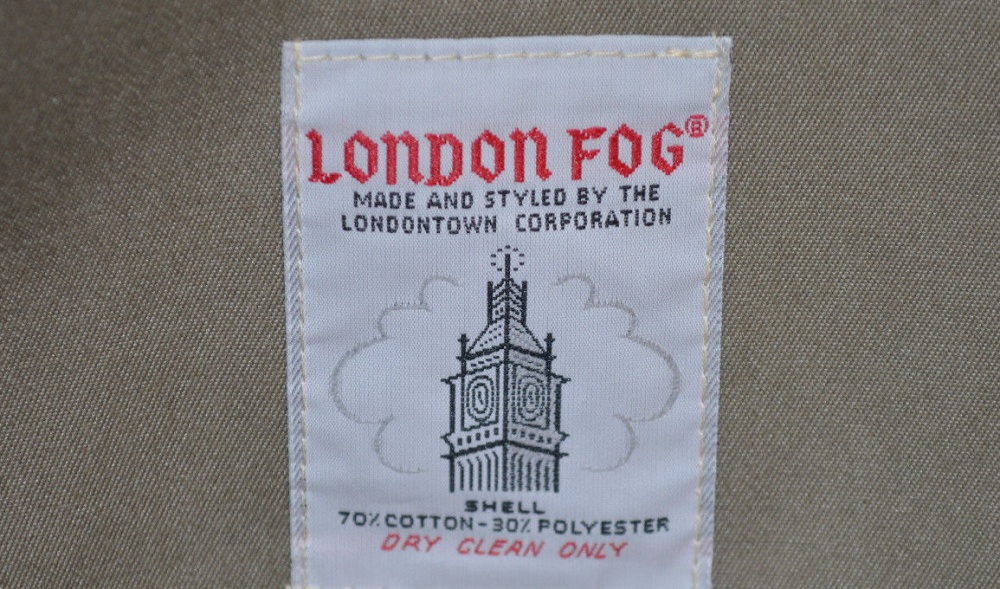 LONDON FOG®
MADE AND STYLED BY THE
LONDONTOWN CORPORATION
SHELL
70% COTTON-30% POLYESTER
DRY CLEAN ONLY